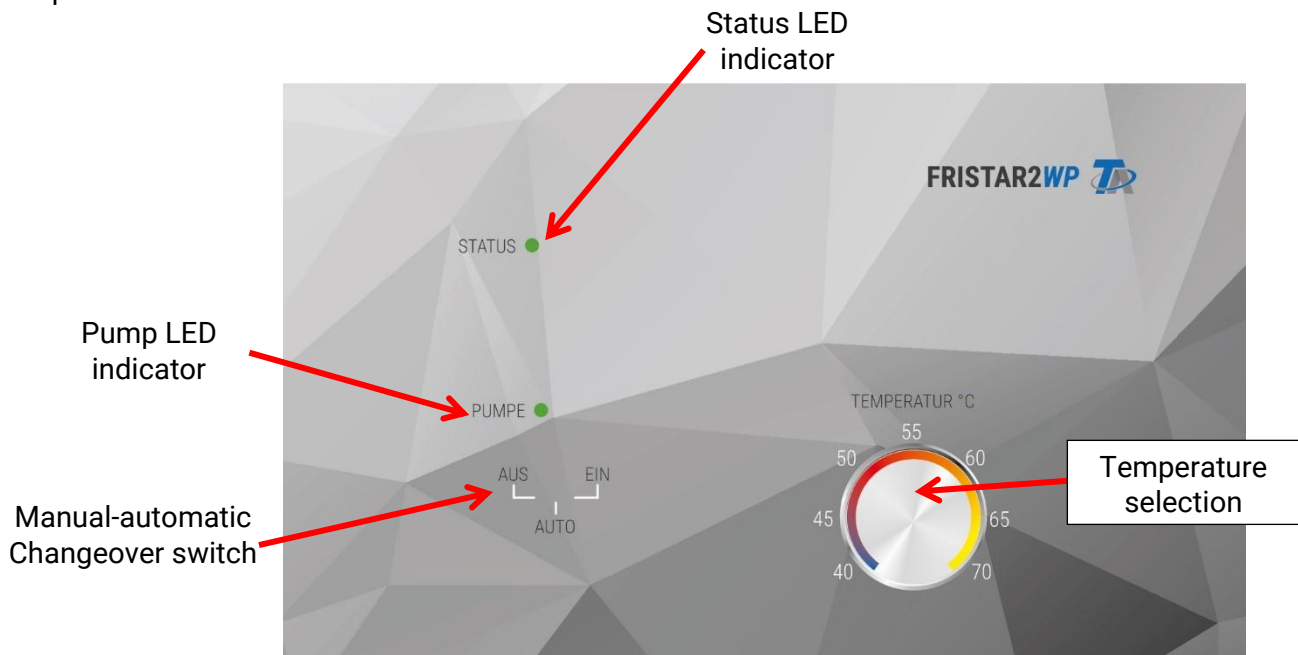 Status LED
indicator
FRISTAR2WP TA
STATUS
Pump LED
indicator
PUMPE
TEMPERATUR °C
55
50 60
AUS EIN
Temperature
selection
Manual-automatic
Changeover switch
AUTO
45 65
40 70